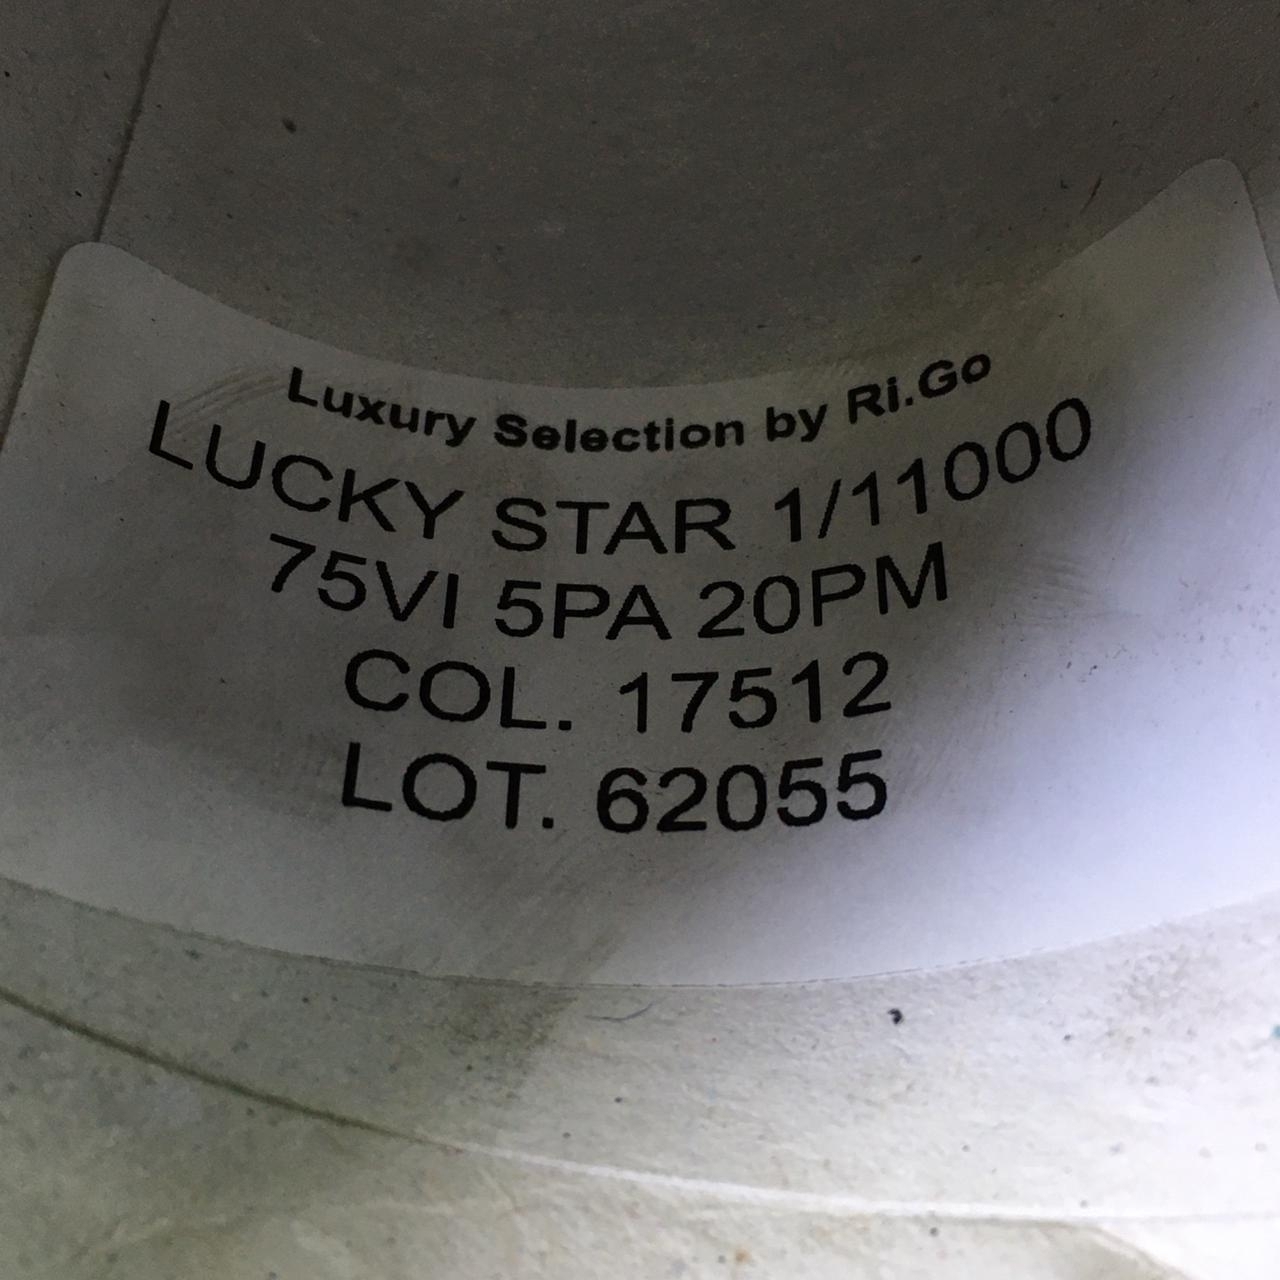 Luxury Selection by Ri.Go
LUCKY STAR 1/11000
75VI 5PA 20PM
COL. 17512
LOT. 62055